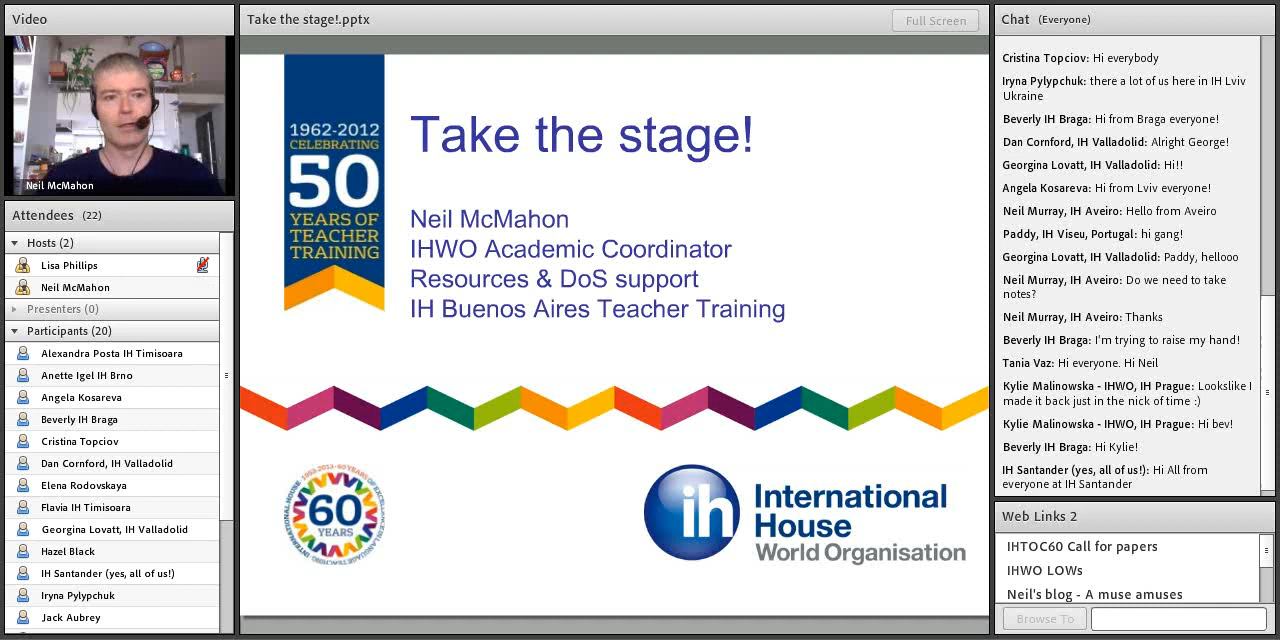 Video
Neil McMahon
Attendees (22)
Hosts (2)
Lisa Phillips
Neil McMahon
Presenters (0)
Participants (20)
Alexandra Posta IH Timisoara
Anette Igel IH Brno
Angela Kosareva
Beverly IH Braga
Cristina Topciov
Dan Cornford, IH Valladolid
Elena Rodovskaya
Flavia IH Timisoara
Georgina Lovatt, IH Valladolid
Hazel Black
IH Santander (yes, all of us!)
Iryna Pylypchuk
Jack Aubrey
Take the stage!.pptx
Full Screen
1962-2012
CELEBRATING
50
YEARS OF
TEACHER
TRAINING
Take the stage!
Neil McMahon
IHWO Academic Coordinator
Resources & DoS support
IH Buenos Aires Teacher Training
60
YEARS
ih
International
House
World Organisation
Chat (Everyone)
Cristina Topciov: Hi everybody
Iryna Pylypchuk: there a lot of us here in IH Lviv
Ukraine
Beverly IH Braga: Hi from Braga everyone!
Dan Cornford, IH Valladolid: Alright George!
Georgina Lovatt, IH Valladolid: Hi!!
Angela Kosareva: Hi from Lviv everyone!
Neil Murray, IH Aveiro: Hello from Aveiro
Paddy, IH Viseu, Portugal: hi gang!
Georgina Lovatt, IH Valladolid: Paddy, hellooo
Neil Murray, IH Aveiro: Do we need to take
notes?
Neil Murray, IH Aveiro: Thanks
Beverly IH Braga: I'm trying to raise my hand!
Tania Vaz: Hi everyone. Hi Neil
Kylie Malinowska - IHWO, IH Prague: Lookslike I
made it back just in the nick of time :)
Kylie Malinowska - IHWO, IH Prague: Hi bev!
Beverly IH Braga: Hi Kylie!
IH Santander (yes, all of us!): Hi All from
everyone at IH Santander
Web Links 2
IHTOC60 Call for papers
IHWO LOWs
Neil's blog - A muse amuses
Browse To